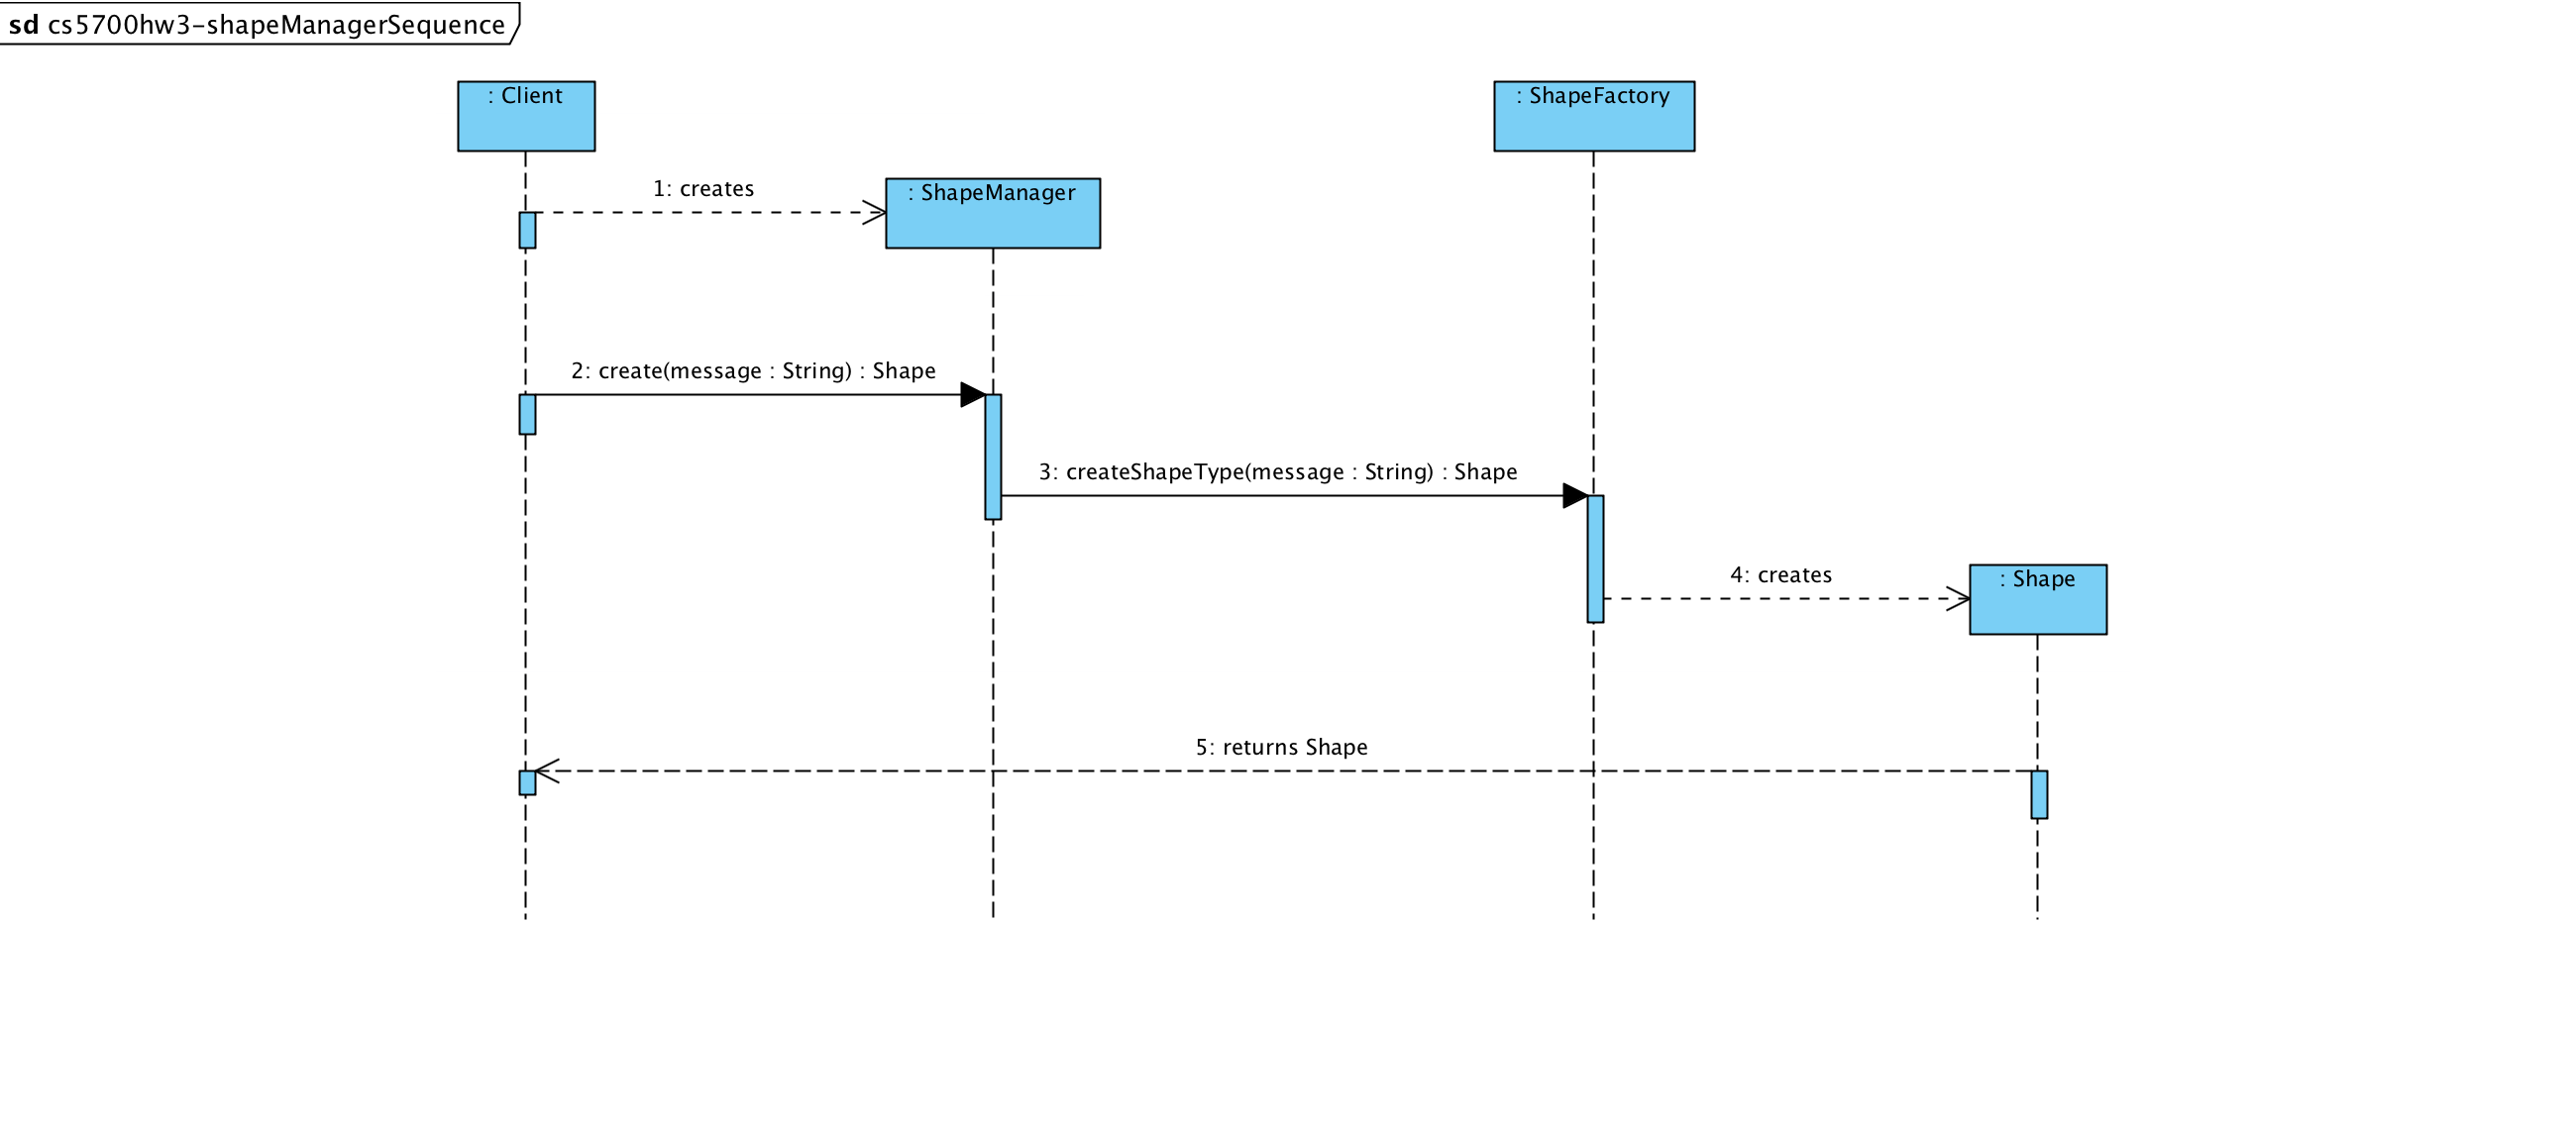 sd cs5700hw3-shapeManagerSequence
: Client
: ShapeFactory
1: creates
: ShapeManager
2: create(message : String) : Shape
3: createShapeType(message : String) : Shape
4: creates
: Shape
5: returns Shape